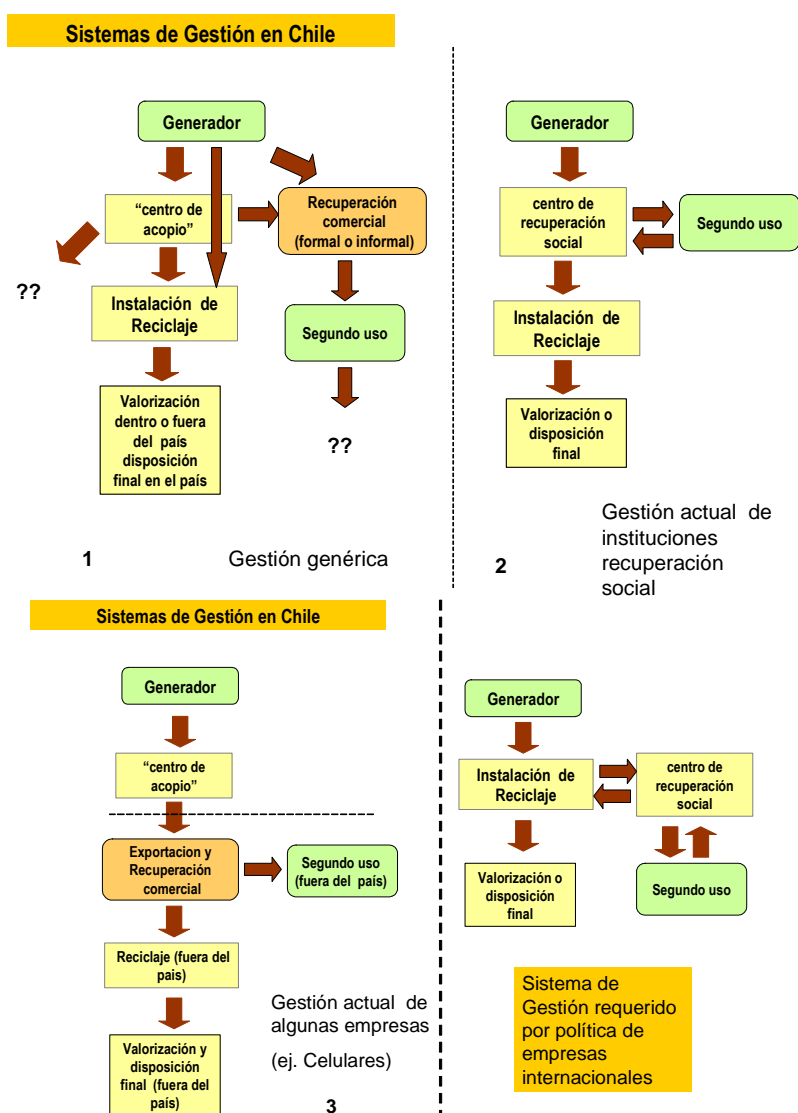 Sistemas de Gestión en Chile
Generador
“centro de
acopio”
Recuperación
comercial
(formal o informal)
??
Instalación de
Reciclaje
Segundo uso
Valorización
dentro o fuera
del país
disposición
final en el país
??
1
Gestión genérica
Generador
centro de
recuperación
social
Segundo uso
Instalación de
Reciclaje
Valorización o
disposición
final
2
Gestión actual de
instituciones
recuperación
social
Sistemas de Gestión en Chile
Generador
“centro de
acopio”
Exportacion y
Recuperación
comercial
Segundo uso
(fuera del país)
Reciclaje (fuera del
pais)
Valorización y
disposición
final (fuera del
país)
Gestión actual de
algunas empresas
(ej. Celulares)
3
Generador
Instalación de
Reciclaje
centro de
recuperación
social
Valorización o
disposición
final
Segundo uso
Sistema de
Gestión requerido
por política de
empresas
internacionales